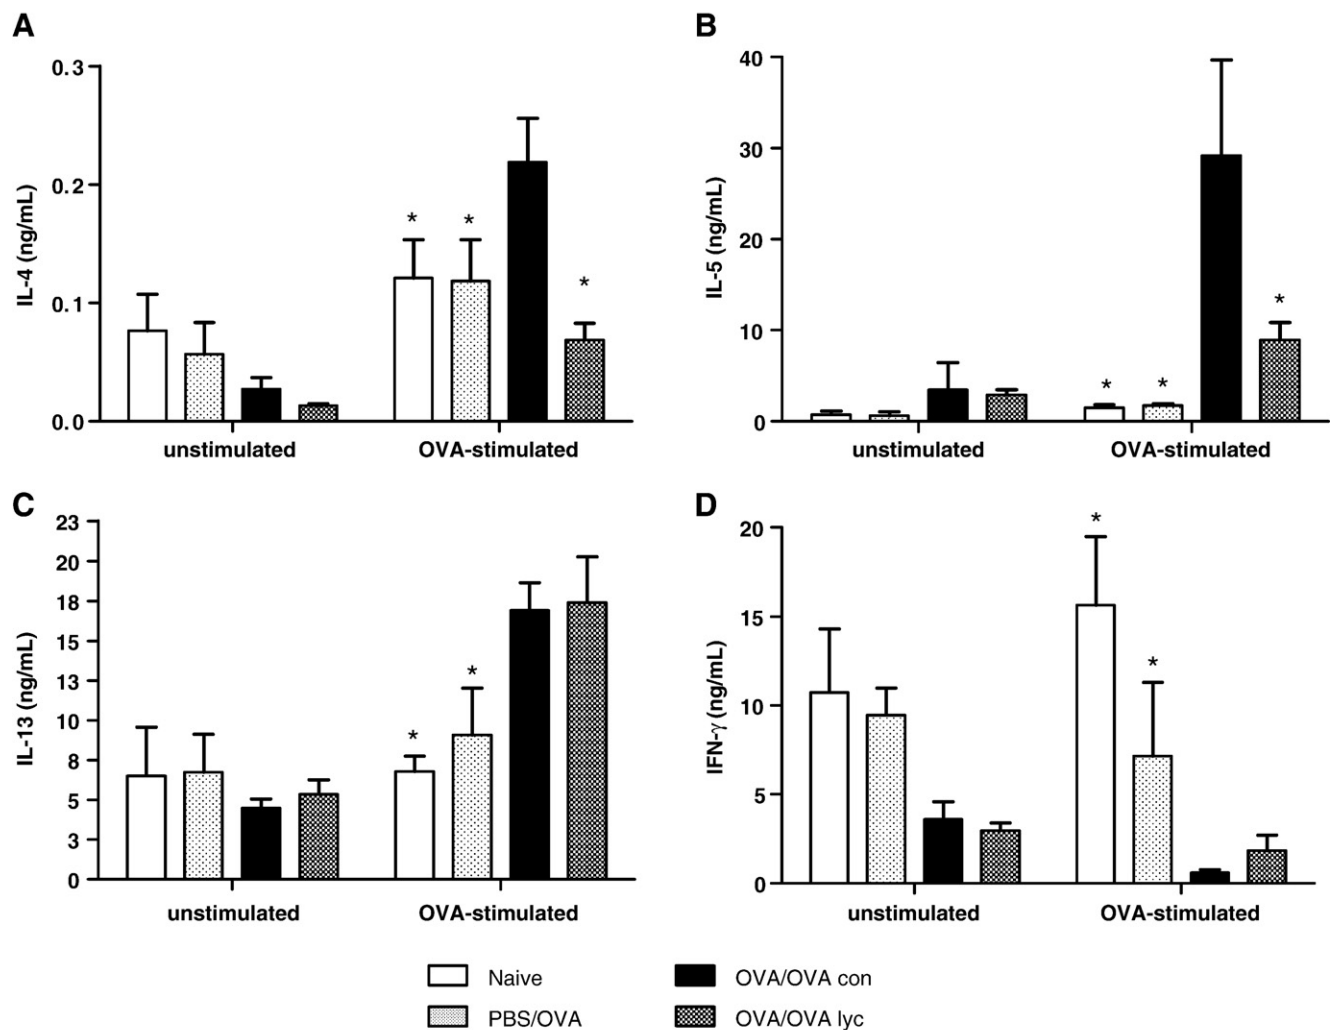 A
IL-4 (ng/mL)
0.3
0.2
0.1
0.0
* * *
unstimulated OVA-stimulated
B
IL-5 (ng/mL)
40
30
20
10
0
* * *
unstimulated OVA-stimulated
C
IL-13 (ng/mL)
23
20
18
15
13
10
8
5
3
0
* *
unstimulated OVA-stimulated
D
IFN-γ (ng/mL)
20
15
10
5
0
* *
unstimulated OVA-stimulated
Naive OVA/OVA con
PBS/OVA OVA/OVA lyc